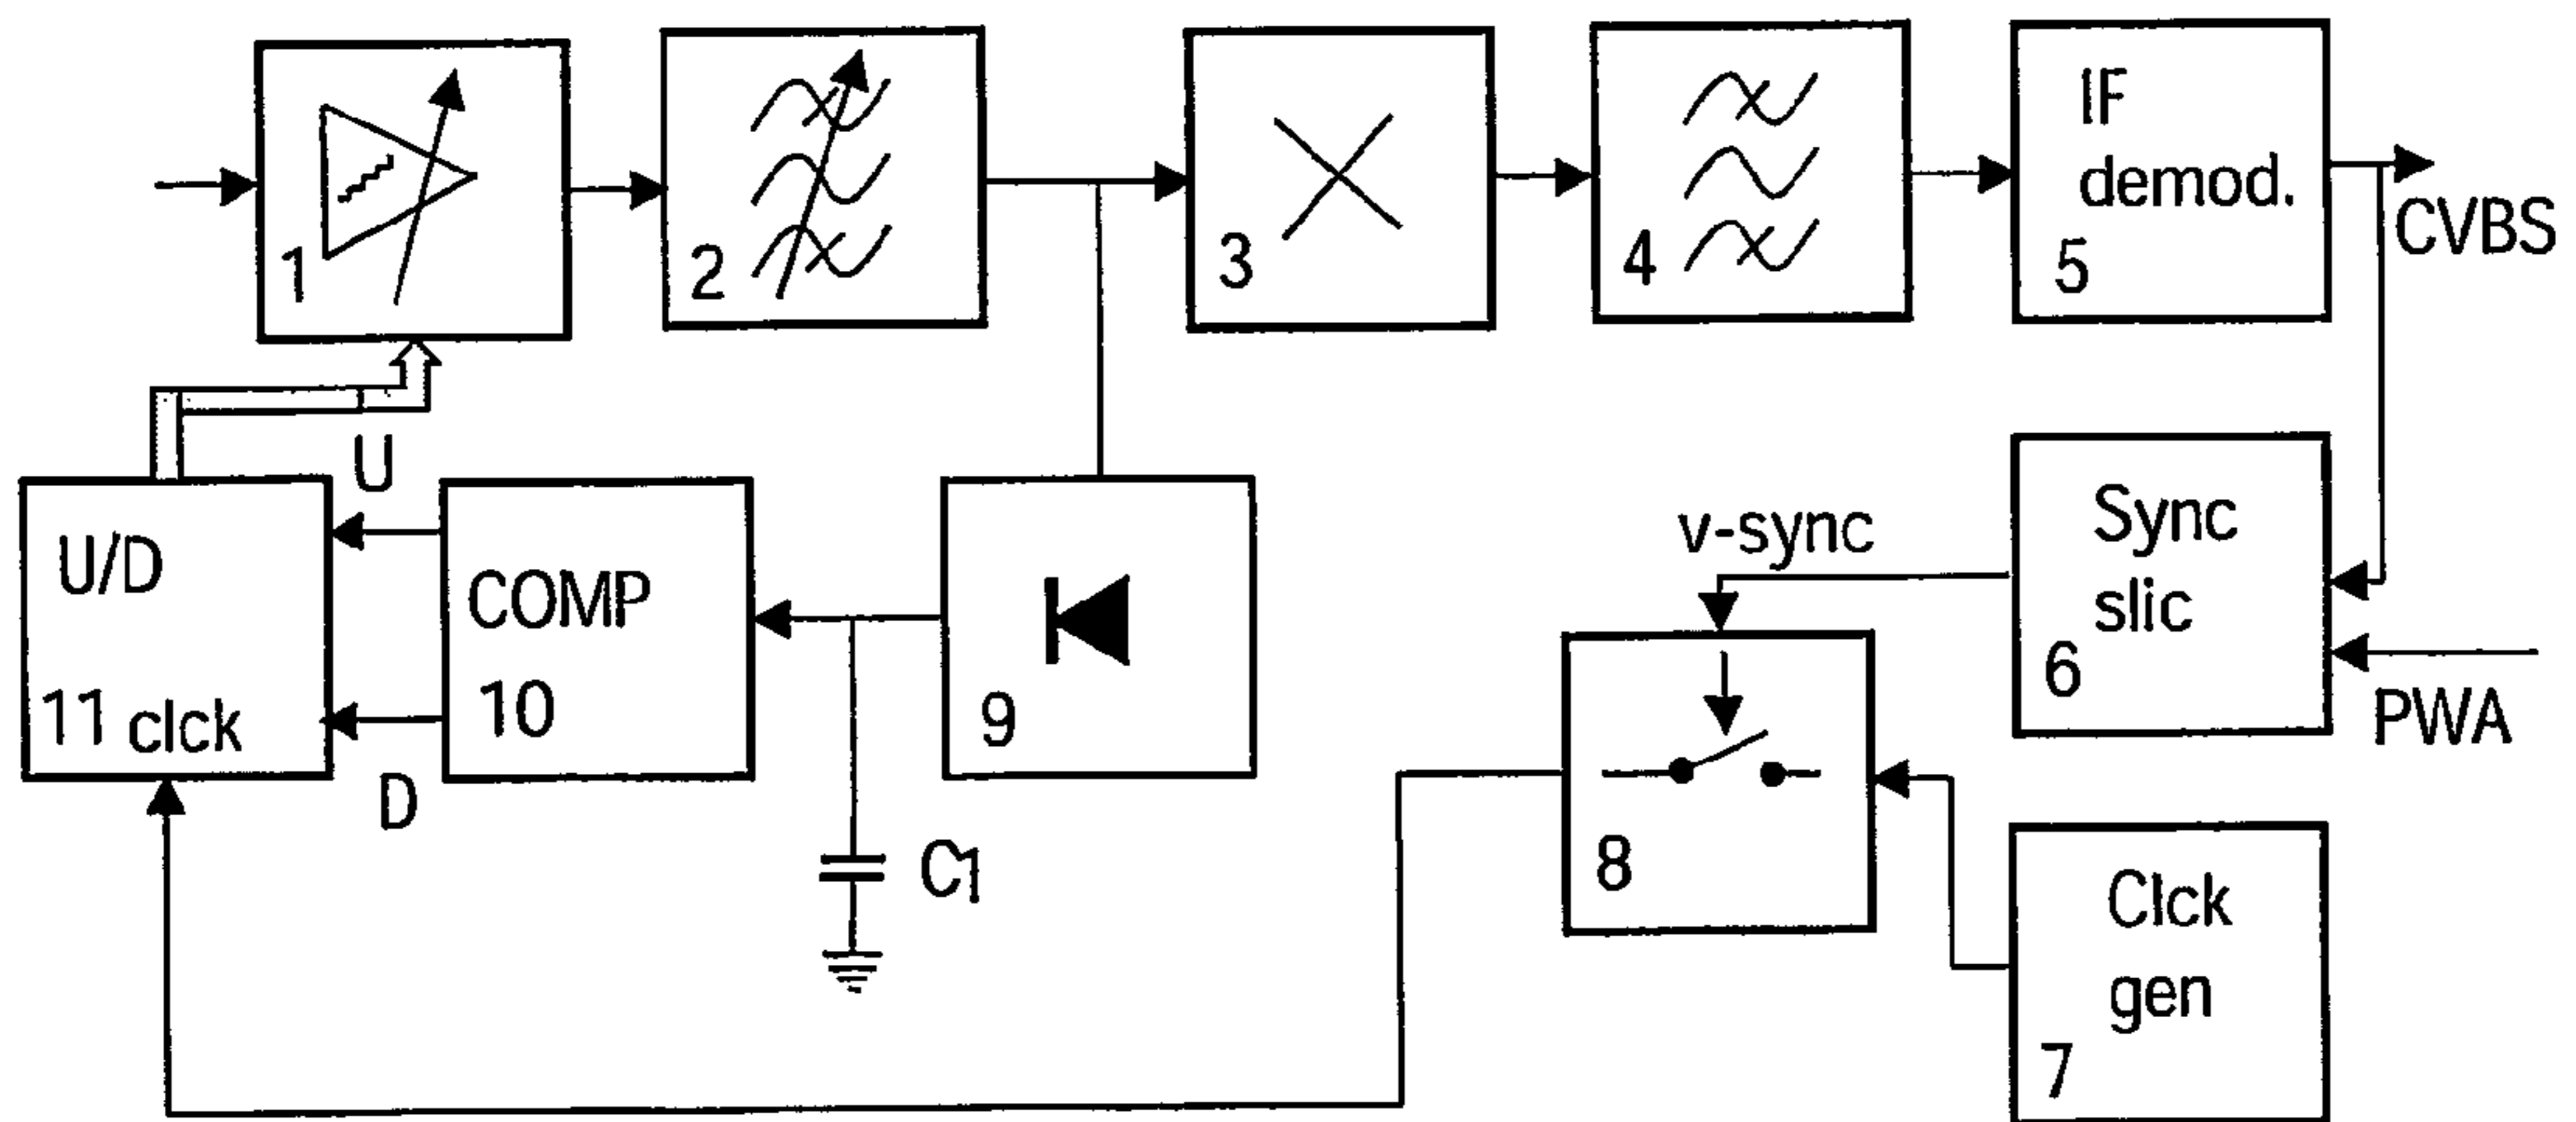 1
2
3
4
IF
demod.
5
CVBS
U
U/D
11 clck
COMP
10
D
9
C1
v-sync
8
Sync
slic
6
PWA
Clck
gen
7